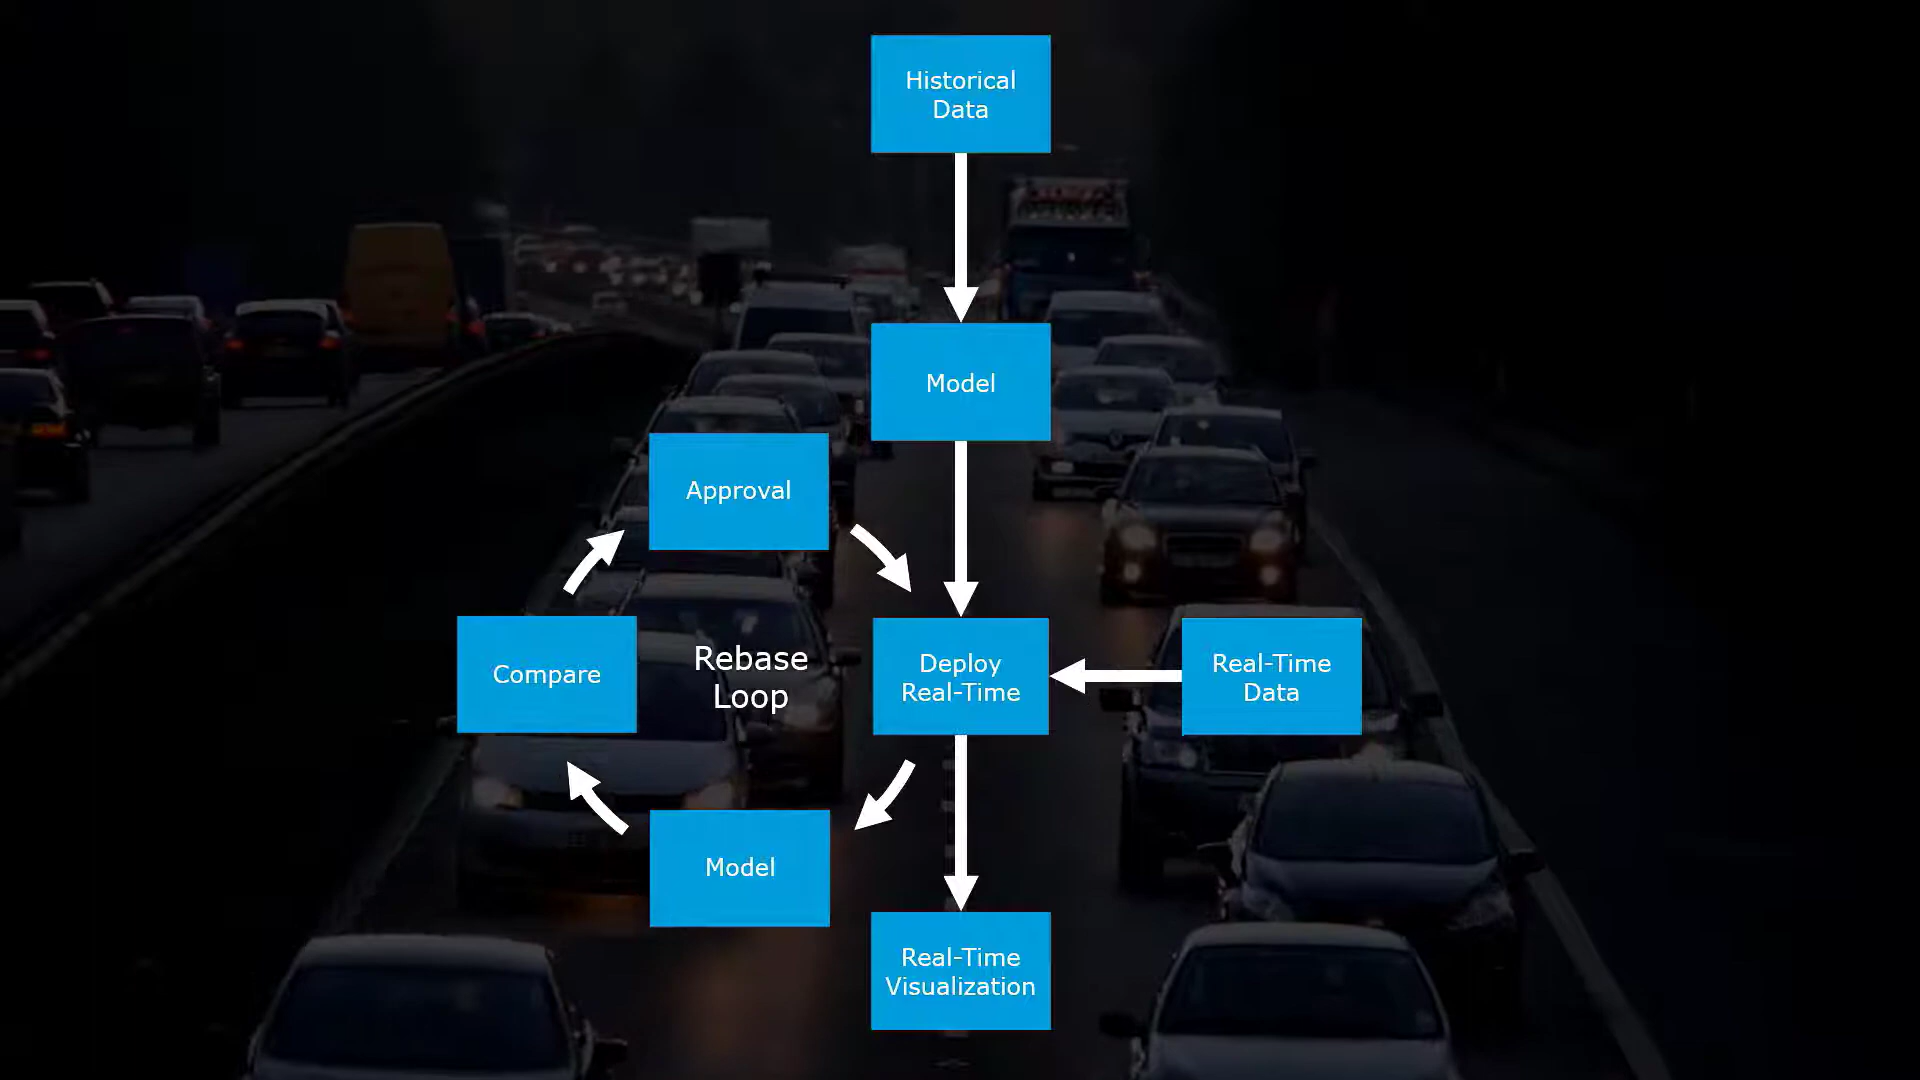 Historical
Data
Model
Approval
Compare
Rebase
Loop
Deploy
Real-Time
Real-Time
Data
Model
Real-Time
Visualization